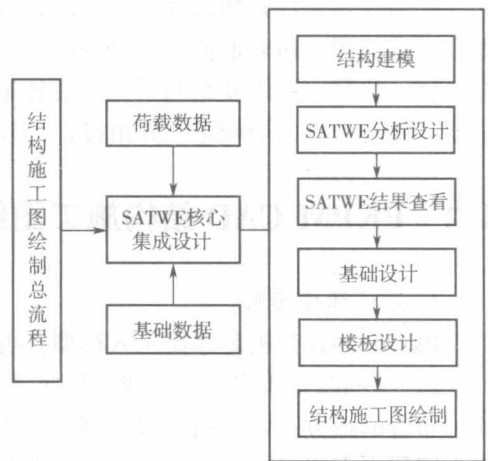 结构施工图绘制总流程
荷载数据
SATWE核心
集成设计
基础数据
结构建模
SATWE分析设计
SATWE结果查看
基础设计
楼板设计
结构施工图绘制